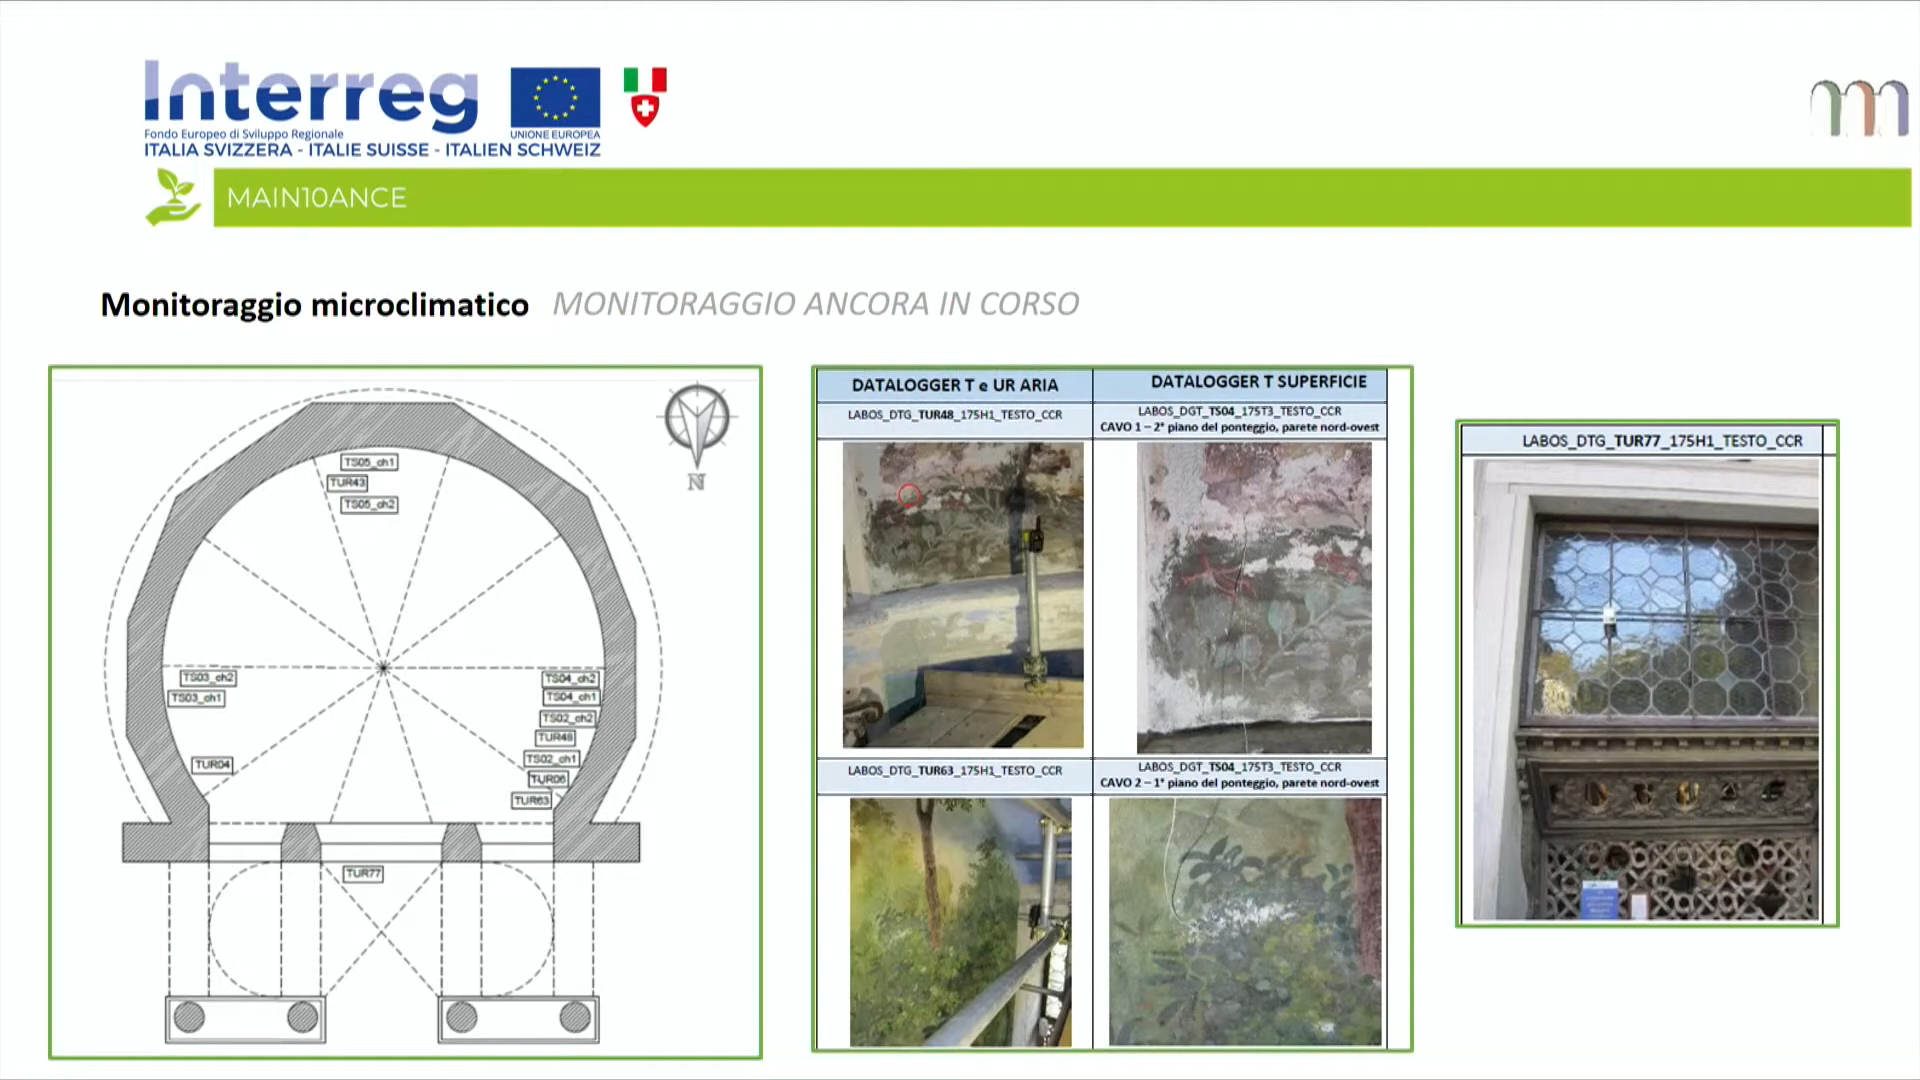 Interreg
Fondo Europeo di Sviluppo Regionale
UNIONE EUROPEA
ITALIA SVIZZERA - ITALIE SUISSE - ITALIEN SCHWEIZ
MAIN10ANCE
Monitoraggio microclimatico MONITORAGGIO ANCORA IN CORSO
N
TS05_ch1
TUR43
TS05_ch2
TS03_ch2
TS03_ch1
TUR04
TS04_ch2
TS04_ch1
TS02_ch2
TUR48
TS02_ch1
TUR06
TUR63
TUR77
DATALOGGER T e UR ARIA
DATALOGGER T SUPERFICIE
LABOS_DTG_TUR48_175H1_TESTO_CCR
LABOS_DGT_TS04_175T3_TESTO_CCR
CAVO 1 – 2° piano del ponteggio, parete nord-ovest
LABOS_DTG_TUR63_175H1_TESTO_CCR
LABOS_DGT_TS04_175T3_TESTO_CCR
CAVO 2 – 1° piano del ponteggio, parete nord-ovest
LABOS_DTG_TUR77_175H1_TESTO_CCR